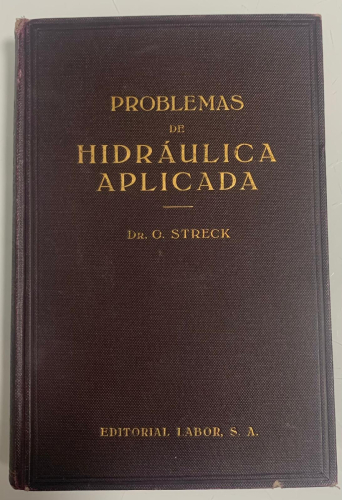 PROBLEMAS
DE
HIDRÁULICA
APLICADA
DR. O. STRECK
EDITORIAL LABOR, S. A.